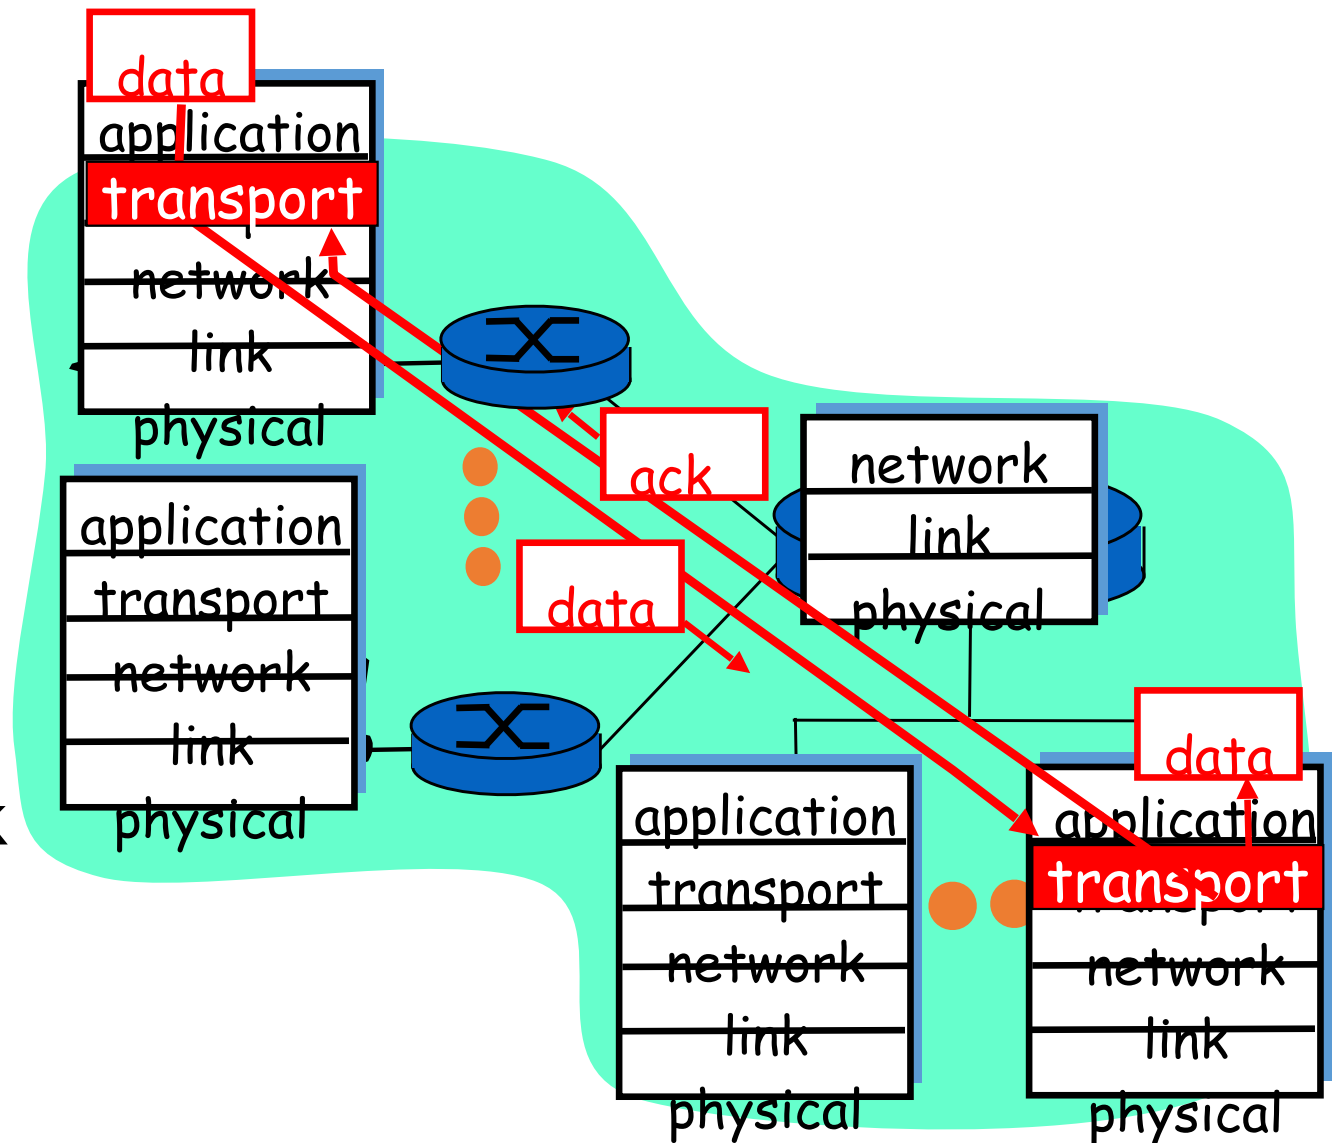 data
application
transport
network
link
physical
ack
network
link
physical
application
transport
network
link
physical
data
data
application
transport
network
link
physical
application
transport
network
link
physical